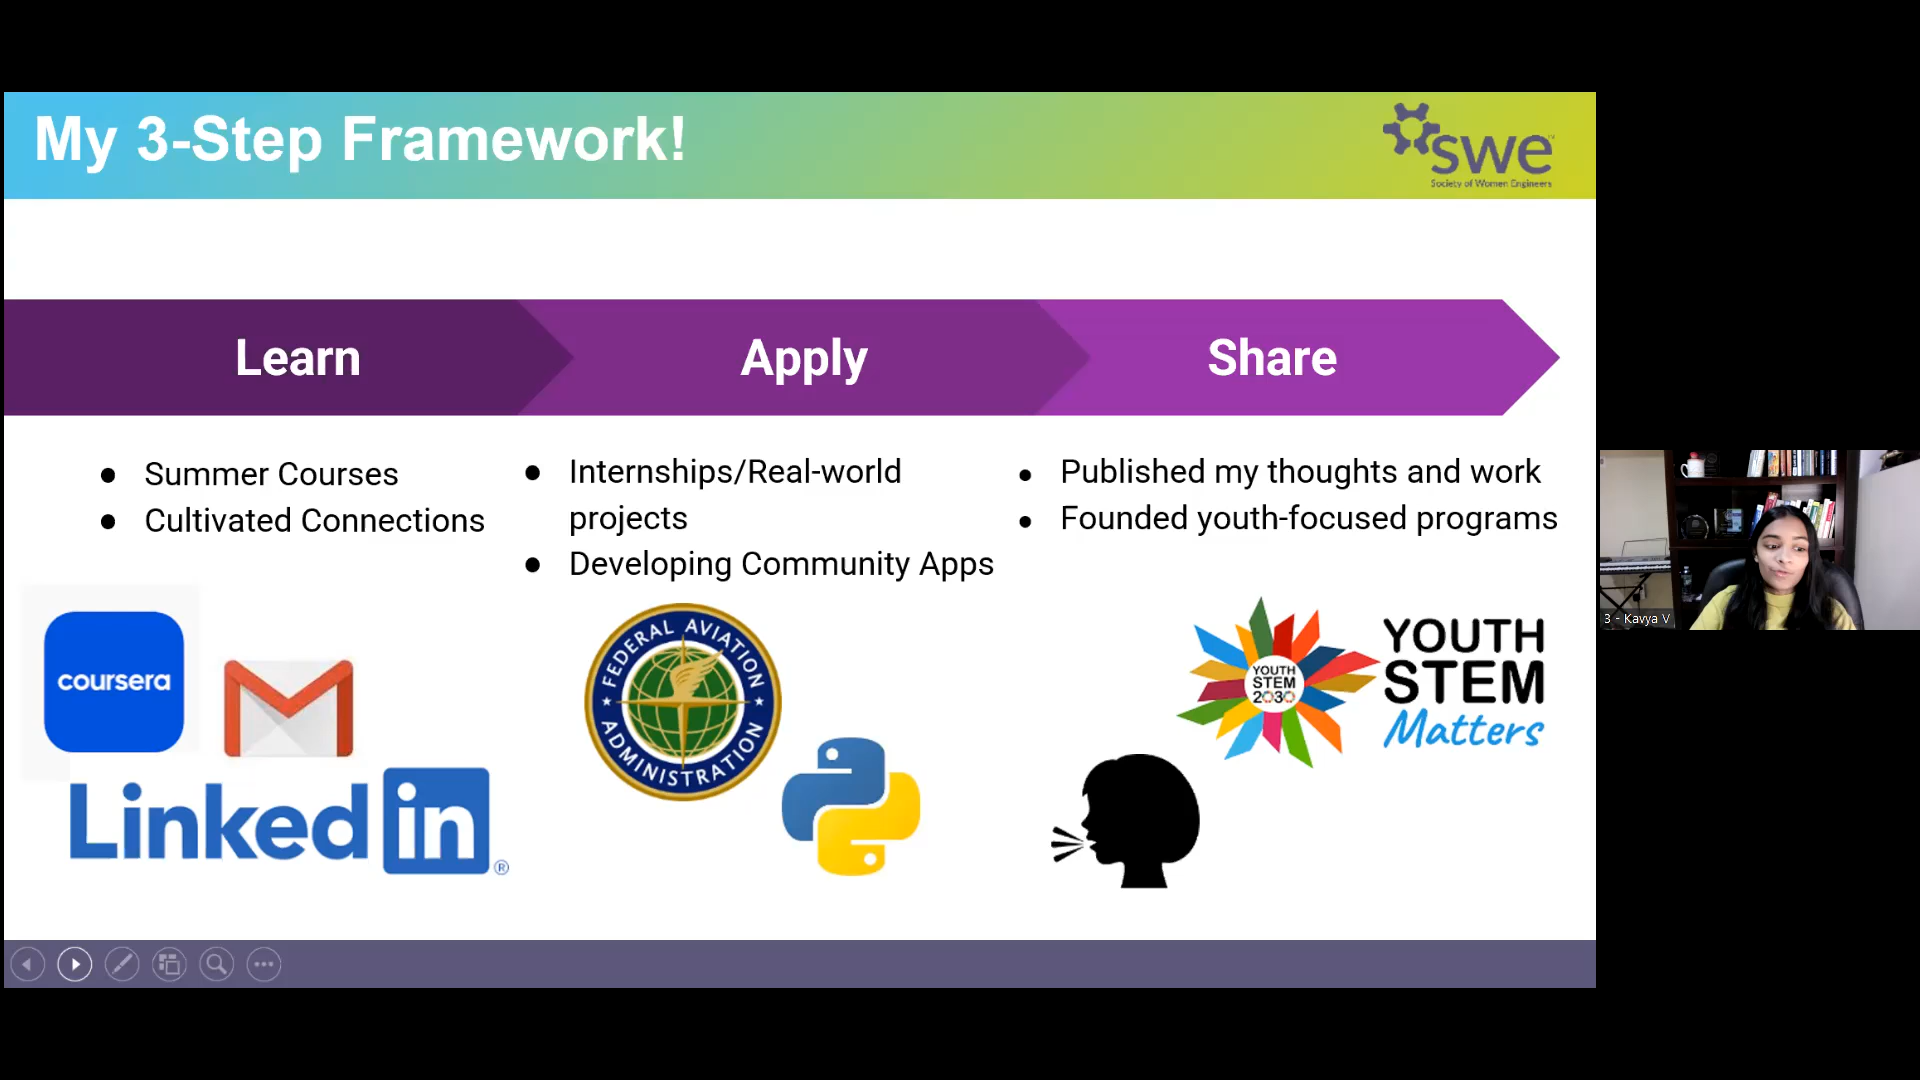 My 3-Step Framework!
swe
Society of Women Engineers
Learn
Apply
Share
● Summer Courses
● Cultivated Connections
● Internships/Real-world
projects
● Developing Community Apps
● Published my thoughts and work
● Founded youth-focused programs
coursera
Linked in ®
FEDERAL AVIATION
ADMINISTRATION
YOUTH
STEM
2030
YOUTH
STEM
Matters
3 - Kavya V